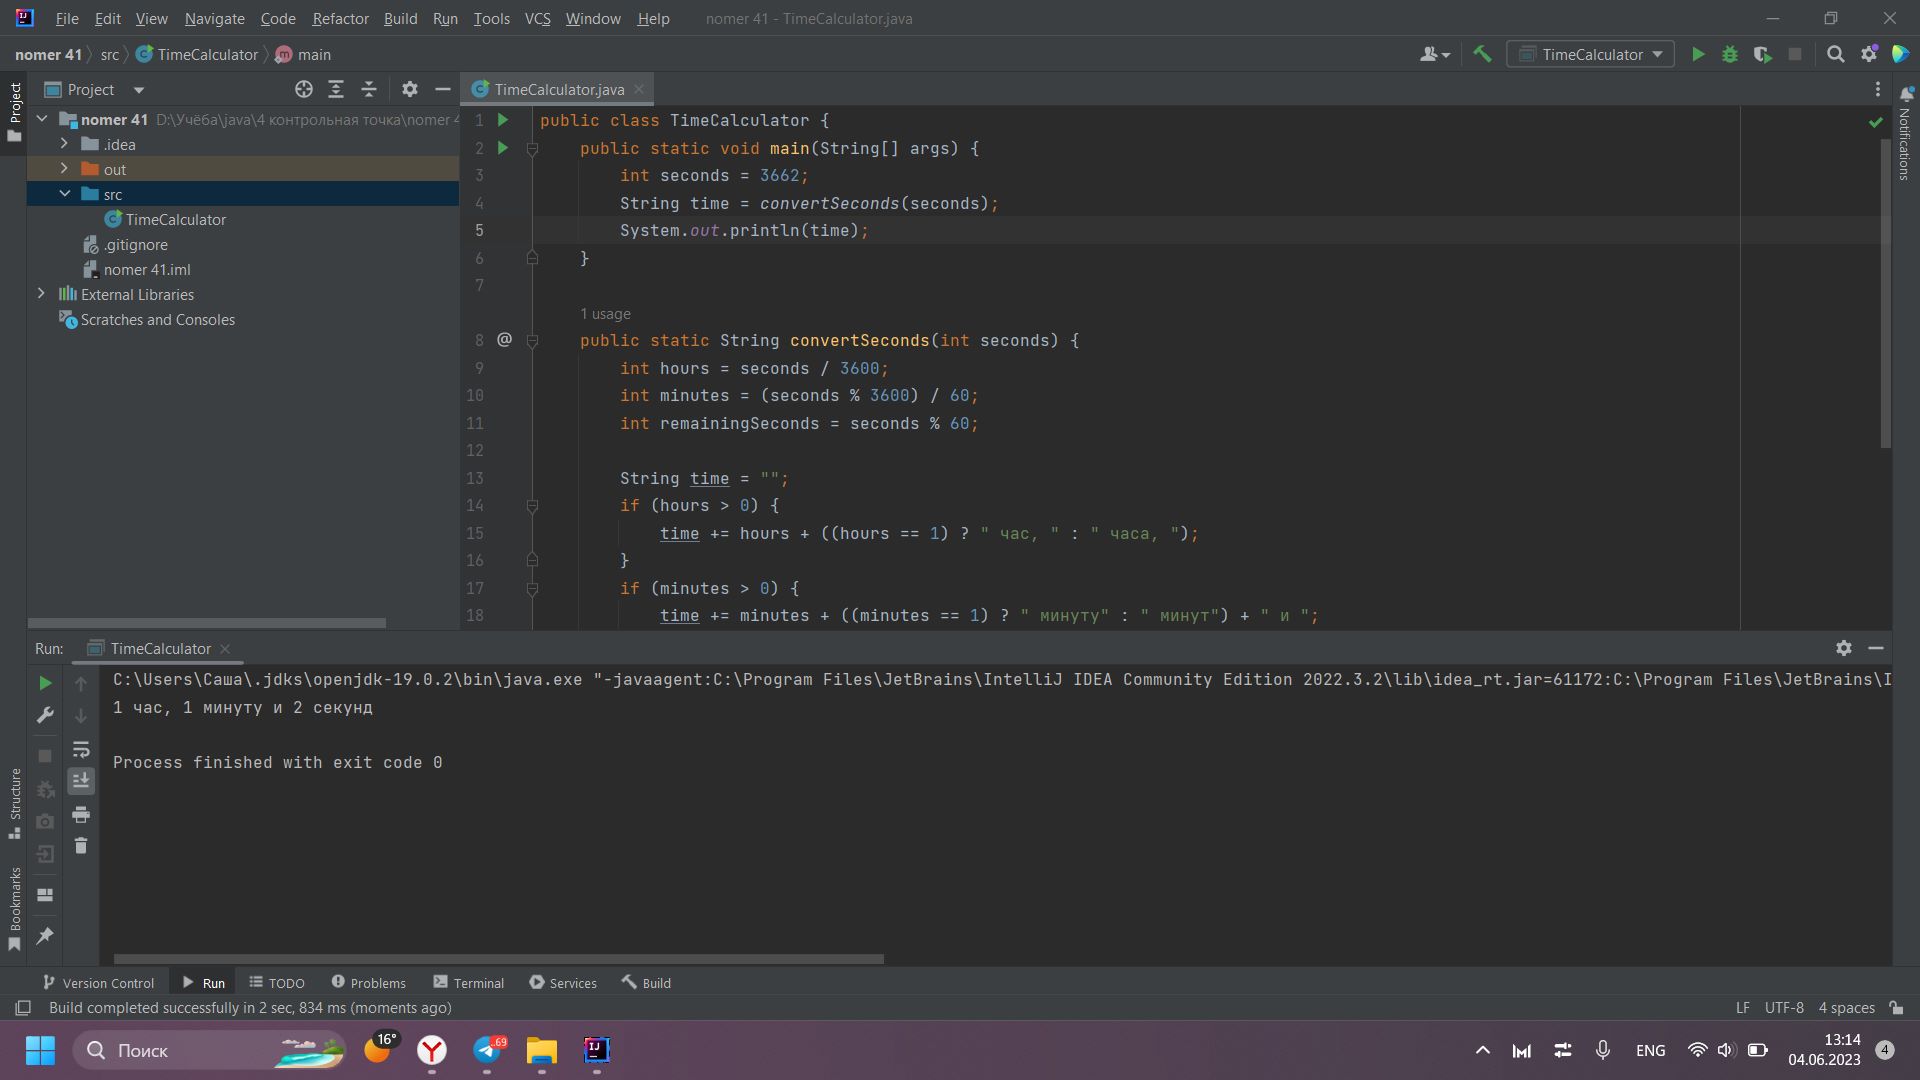 File Edit View Navigate Code Refactor Build Run Tools VCS Window Help nomer 41 - TimeCalculator.java
nomer 41 src TimeCalculator main
TimeCalculator
Project
Project
TimeCalculator.java
Notifications
nomer 41 D:\Учёба\java\4 контрольная точка\nomer 4
.idea
out
src
TimeCalculator
.gitignore
nomer 41.iml
External Libraries
Scratches and Consoles
1 public class TimeCalculator {
2 public static void main(String[] args) {
3 int seconds = 3662;
4 String time = convertSeconds(seconds);
5 System.out.println(time);
6 }
7
1 usage
8 @ public static String convertSeconds(int seconds) {
9 int hours = seconds / 3600;
10 int minutes = (seconds % 3600) / 60;
11 int remainingSeconds = seconds % 60;
12
13 String time = "";
14 if (hours > 0) {
15 time += hours + ((hours == 1) ? " час, " : " часа, ");
16 }
17 if (minutes > 0) {
18 time += minutes + ((minutes == 1) ? " минуту" : " минут") + " и ";
Run: TimeCalculator
C:\Users\Саша\.jdks\openjdk-19.0.2\bin\java.exe "-javaagent:C:\Program Files\JetBrains\IntelliJ IDEA Community Edition 2022.3.2\lib\idea_rt.jar=61172:C:\Program Files\JetBrains\I
1 час, 1 минуту и 2 секунд
Process finished with exit code 0
Structure
Bookmarks
Version Control Run TODO Problems Terminal Services Build
Build completed successfully in 2 sec, 834 ms (moments ago) LF UTF-8 4 spaces
Поиск 16° ..69 IJ ENG 13:14
04.06.2023 4